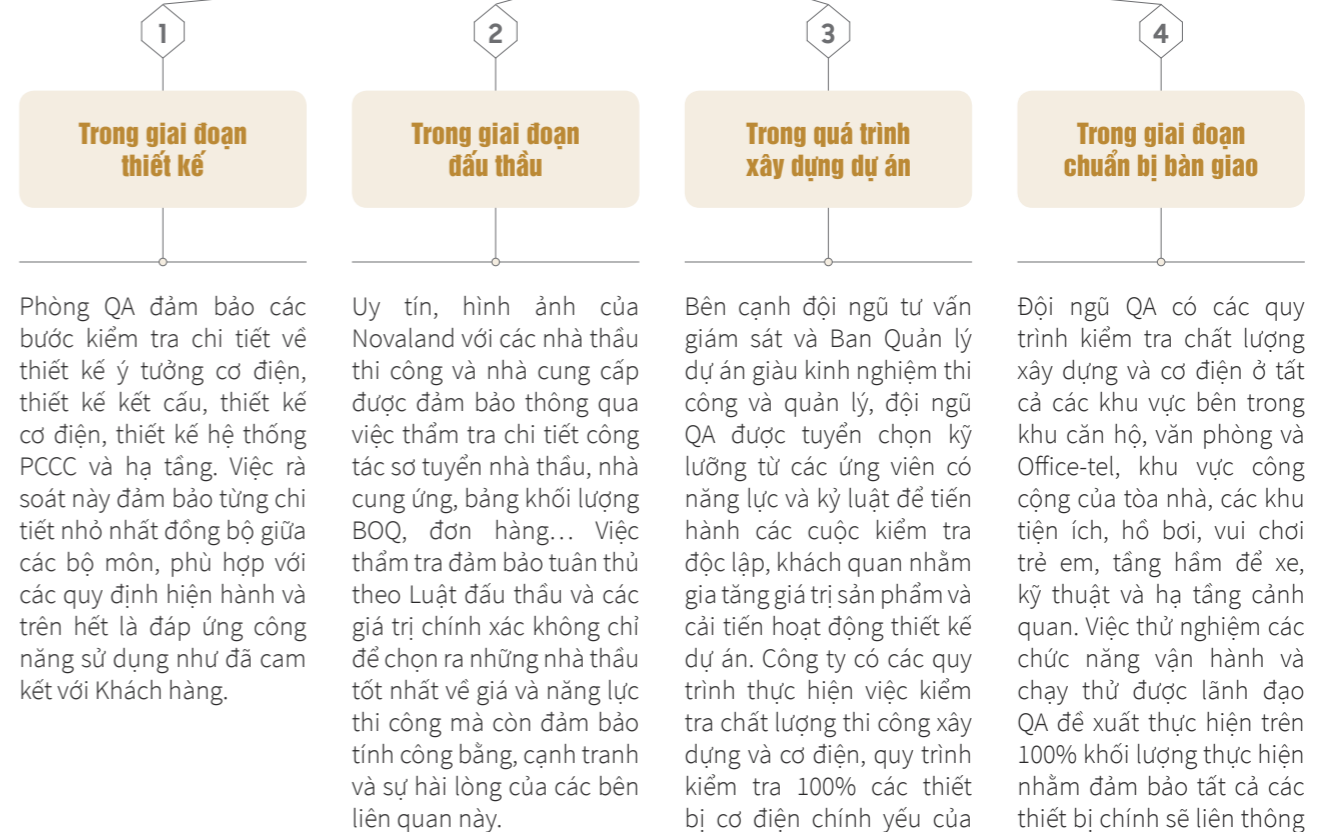 1
Trong giai đoạn
thiết kế
Phòng QA đảm bảo các
bước kiểm tra chi tiết về
thiết kế ý tưởng cơ điện,
thiết kế kết cấu, thiết kế
cơ điện, thiết kế hệ thống
PCCC và hạ tầng. Việc rà
soát này đảm bảo từng chi
tiết nhỏ nhất đồng bộ giữa
các bộ môn, phù hợp với
các quy định hiện hành và
trên hết là đáp ứng công
năng sử dụng như đã cam
kết với Khách hàng.
2
Trong giai đoạn
đấu thầu
Uy tín, hình ảnh của
Novaland với các nhà thầu
thi công và nhà cung cấp
được đảm bảo thông qua
việc thẩm tra chi tiết công
tác sơ tuyển nhà thầu, nhà
cung ứng, bảng khối lượng
BOQ, đơn hàng… Việc
thẩm tra đảm bảo tuân thủ
theo Luật đấu thầu và các
giá trị chính xác không chỉ
để chọn ra những nhà thầu
tốt nhất về giá và năng lực
thi công mà còn đảm bảo
tính công bằng, cạnh tranh
và sự hài lòng của các bên
liên quan này.
3
Trong quá trình
xây dựng dự án
Bên cạnh đội ngũ tư vấn
giám sát và Ban Quản lý
dự án giàu kinh nghiệm thi
công và quản lý, đội ngũ
QA được tuyển chọn kỹ
lưỡng từ các ứng viên có
năng lực và kỷ luật để tiến
hành các cuộc kiểm tra
độc lập, khách quan nhằm
gia tăng giá trị sản phẩm và
cải tiến hoạt động thiết kế
dự án. Công ty có các quy
trình thực hiện việc kiểm
tra chất lượng thi công xây
dựng và cơ điện, quy trình
kiểm tra 100% các thiết
bị cơ điện chính yếu của
4
Trong giai đoạn
chuẩn bị bàn giao
Đội ngũ QA có các quy
trình kiểm tra chất lượng
xây dựng và cơ điện ở tất
cả các khu vực bên trong
khu căn hộ, văn phòng và
Office-tel, khu vực công
cộng của tòa nhà, các khu
tiện ích, hồ bơi, vui chơi
trẻ em, tầng hầm để xe,
kỹ thuật và hạ tầng cảnh
quan. Việc thử nghiệm các
chức năng vận hành và
chạy thử được lãnh đạo
QA đề xuất thực hiện trên
100% khối lượng thực hiện
nhằm đảm bảo tất cả các
thiết bị chính sẽ liên thông